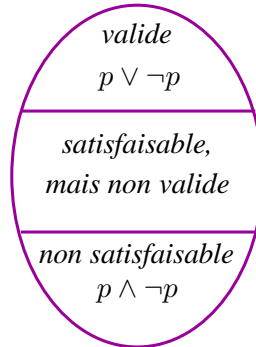 valide
p ∨ ¬p
satisfaisable,
mais non valide
non satisfaisable
p ∧ ¬p